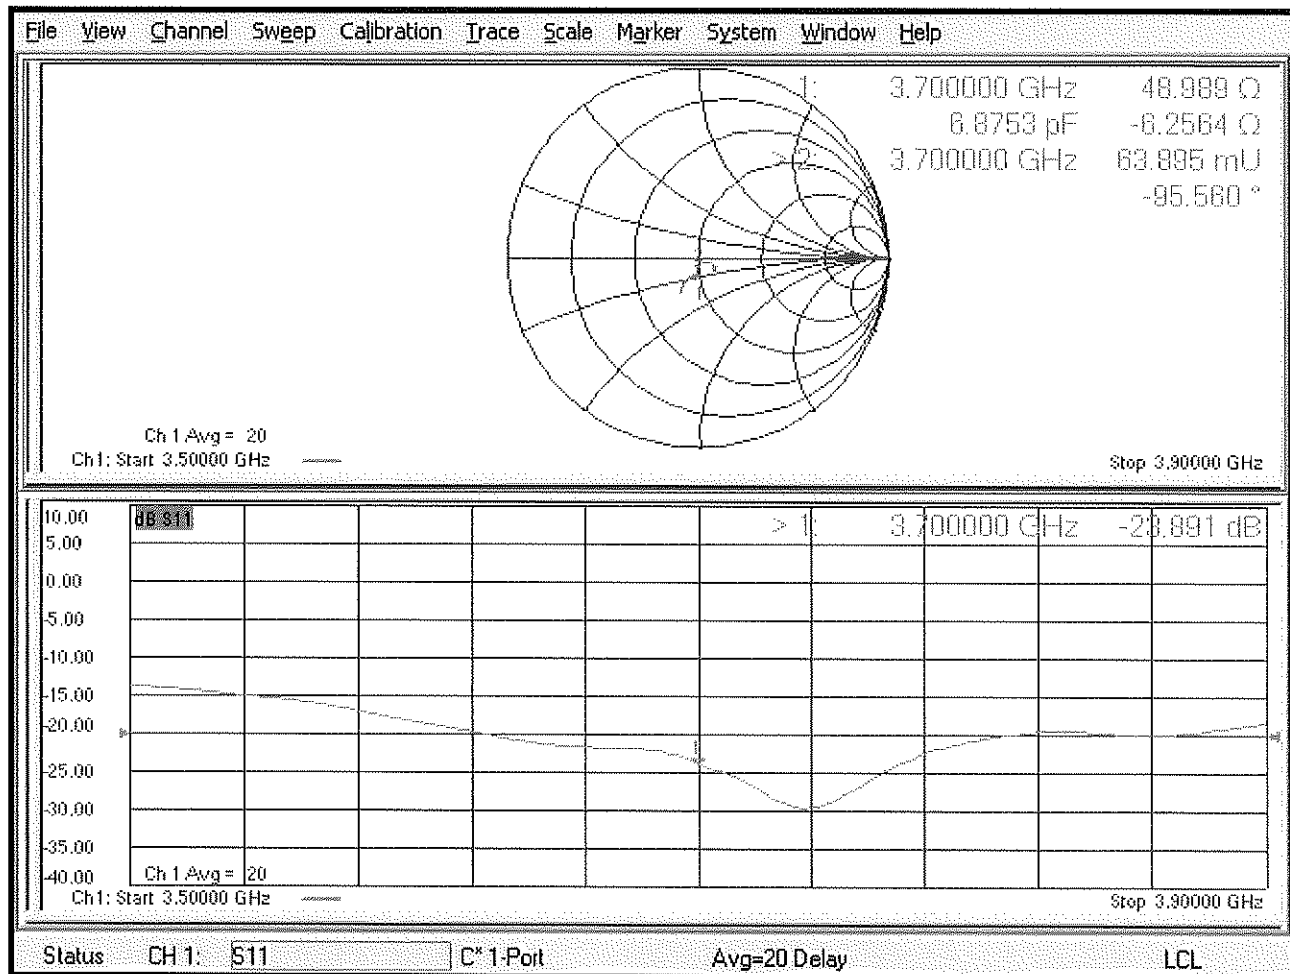 File View Channel Sweep Calibration Trace Scale Marker System Window Help
1: 3.700000 GHz 48.989 Ω
6.8753 pF -6.2564 Ω
> 2: 3.700000 GHz 63.895 mU
-95.560 °
Ch 1 Avg = 20
Ch1: Start 3.50000 GHz
Stop 3.90000 GHz
10.00 dB S11 > 1: 3.700000 GHz -23.891 dB
5.00
0.00
-5.00
-10.00
-15.00
-20.00
-25.00
-30.00
-35.00
-40.00 Ch 1 Avg = 20
Ch1: Start 3.50000 GHz
Stop 3.90000 GHz
Status CH 1: S11 C* 1-Port Avg=20 Delay LCL